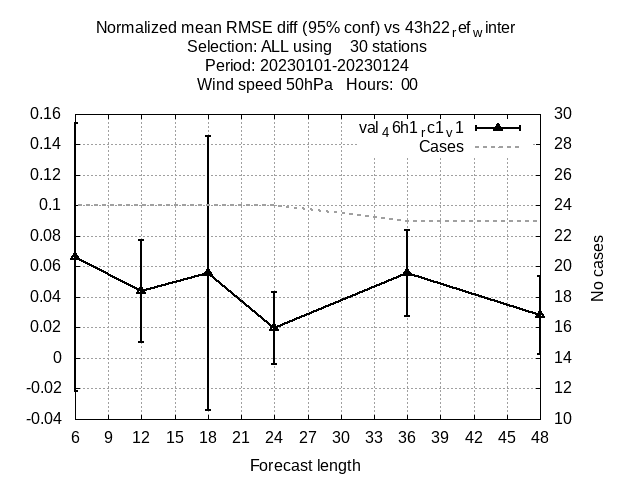 Normalized mean RMSE diff (95% conf) vs 43h22refwinter
Selection: ALL using 30 stations
Period: 20230101-20230124
Wind speed 50hPa Hours: 00
val46h1rc1v1
Cases
0.16
0.14
0.12
0.1
0.08
0.06
0.04
0.02
0
-0.02
-0.04
30
28
26
24
22
20
18
16
14
12
10
No cases
6 9 12 15 18 21 24 27 30 33 36 39 42 45 48
Forecast length